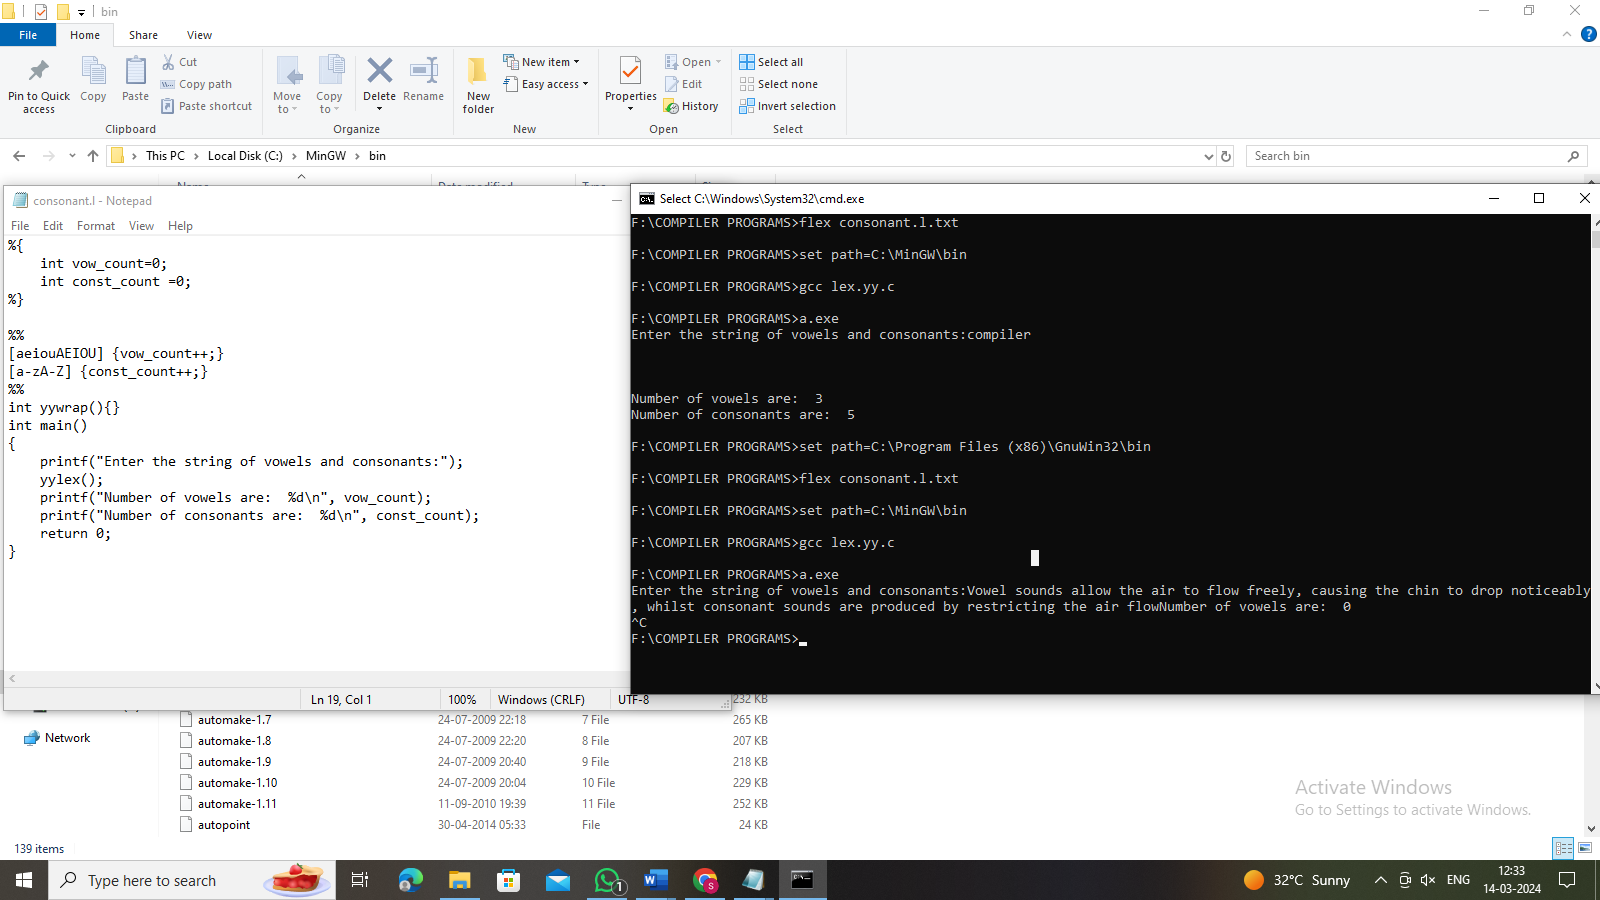 bin
File Home Share View
Pin to Quick access
Copy
Paste
Cut
Copy path
Paste shortcut
Clipboard
Move to
Copy to
Delete
Rename
Organize
New folder
New item
Easy access
New
Properties
Open
Edit
History
Open
Select all
Select none
Invert selection
Select
This PC > Local Disk (C:) > MinGW > bin
Search bin
consonant.l - Notepad
File Edit Format View Help
%{
    int vow_count=0;
    int const_count =0;
%}

%%
[aeiouAEIOU] {vow_count++;}
[a-zA-Z] {const_count++;}
%%
int yywrap(){}
int main()
{
    printf("Enter the string of vowels and consonants:");
    yylex();
    printf("Number of vowels are:  %d\n", vow_count);
    printf("Number of consonants are:  %d\n", const_count);
    return 0;
}
Ln 19, Col 1 100% Windows (CRLF) UTF-8
Select C:\Windows\System32\cmd.exe
F:\COMPILER PROGRAMS>flex consonant.l.txt
F:\COMPILER PROGRAMS>set path=C:\MinGW\bin
F:\COMPILER PROGRAMS>gcc lex.yy.c
F:\COMPILER PROGRAMS>a.exe
Enter the string of vowels and consonants:compiler
Number of vowels are:  3
Number of consonants are:  5
F:\COMPILER PROGRAMS>set path=C:\Program Files (x86)\GnuWin32\bin
F:\COMPILER PROGRAMS>flex consonant.l.txt
F:\COMPILER PROGRAMS>set path=C:\MinGW\bin
F:\COMPILER PROGRAMS>gcc lex.yy.c
F:\COMPILER PROGRAMS>a.exe
Enter the string of vowels and consonants:Vowel sounds allow the air to flow freely, causing the chin to drop noticeably
, whilst consonant sounds are produced by restricting the air flowNumber of vowels are:  0
^C
F:\COMPILER PROGRAMS>
232 KB
Network
automake-1.7 24-07-2009 22:18 7 File 265 KB
automake-1.8 24-07-2009 22:20 8 File 207 KB
automake-1.9 24-07-2009 20:40 9 File 218 KB
automake-1.10 24-07-2009 20:04 10 File 229 KB
automake-1.11 11-09-2010 19:39 11 File 252 KB
autopoint 30-04-2014 05:33 File 24 KB
139 items
Activate Windows
Go to Settings to activate Windows.
Type here to search
1
32°C Sunny
ENG
12:33
14-03-2024